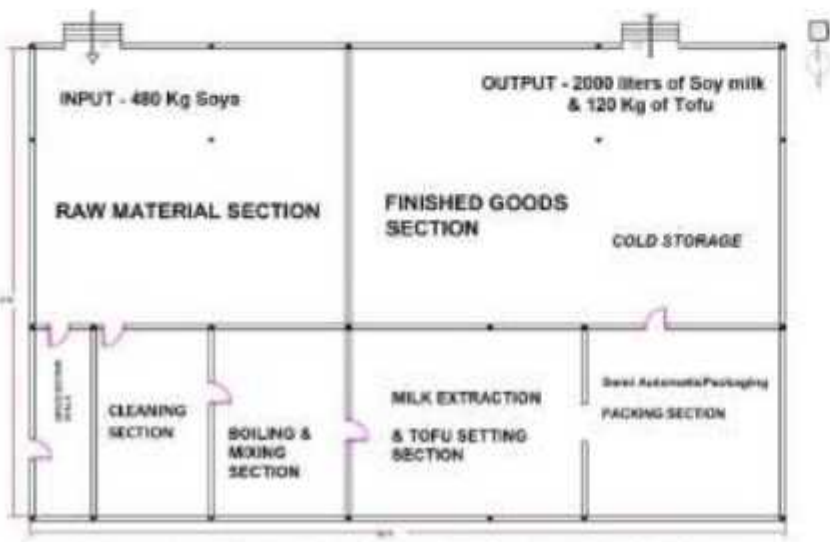 INPUT - 480 Kg Soya
OUTPUT - 2000 liters of Soy milk
& 120 Kg of Tofu
RAW MATERIAL SECTION
FINISHED GOODS
SECTION
COLD STORAGE
CLEANING
SECTION
BOILING &
MIXING
SECTION
MILK EXTRACTION
& TOFU SETTING
SECTION
Semi Automatic Packaging
PACKING SECTION